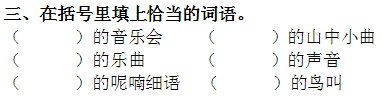 三、在括号里填上恰当的词语。
（　　　）的音乐会　　（　　　）的山中小曲
（　　　）的乐曲　　　（　　　）的声音
（　　　）的呢喃细语　（　　　）的鸟叫